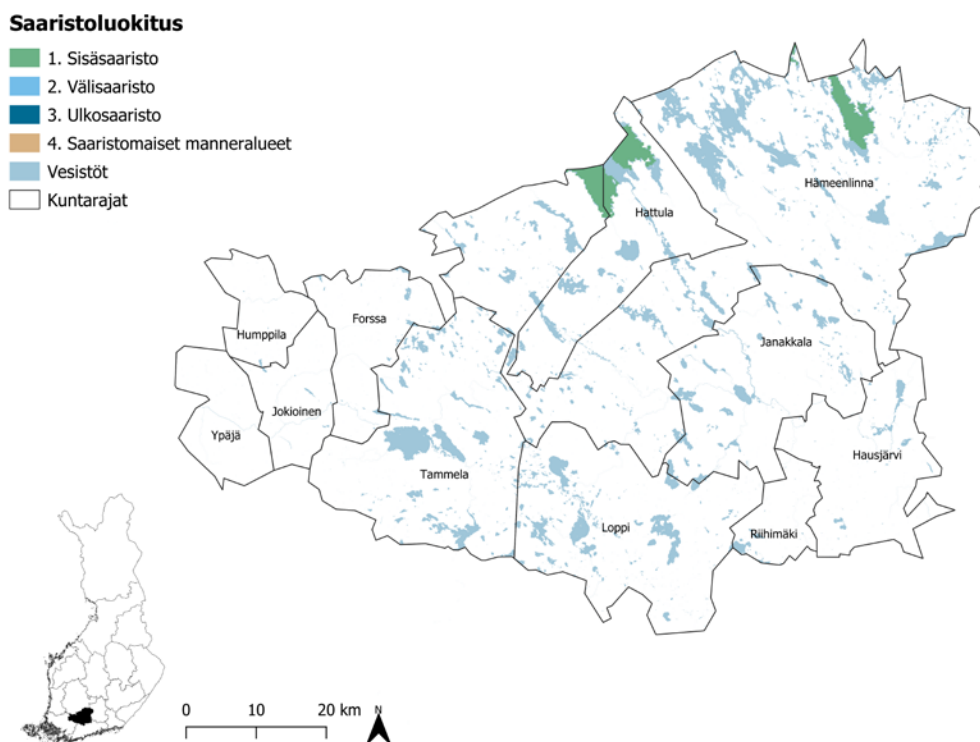 Saaristoluokitus
1. Sisäsaaristo
2. Välisaaristo
3. Ulkosaaristo
4. Saaristomaiset manneralueet
Vesistöt
Kuntarajat
Hämeenlinna
Hattula
Forssa
Humppila
Janakkala
Jokioinen
Ypäjä
Hausjärvi
Tammela
Loppi
Riihimäki
0 10 20 km
N